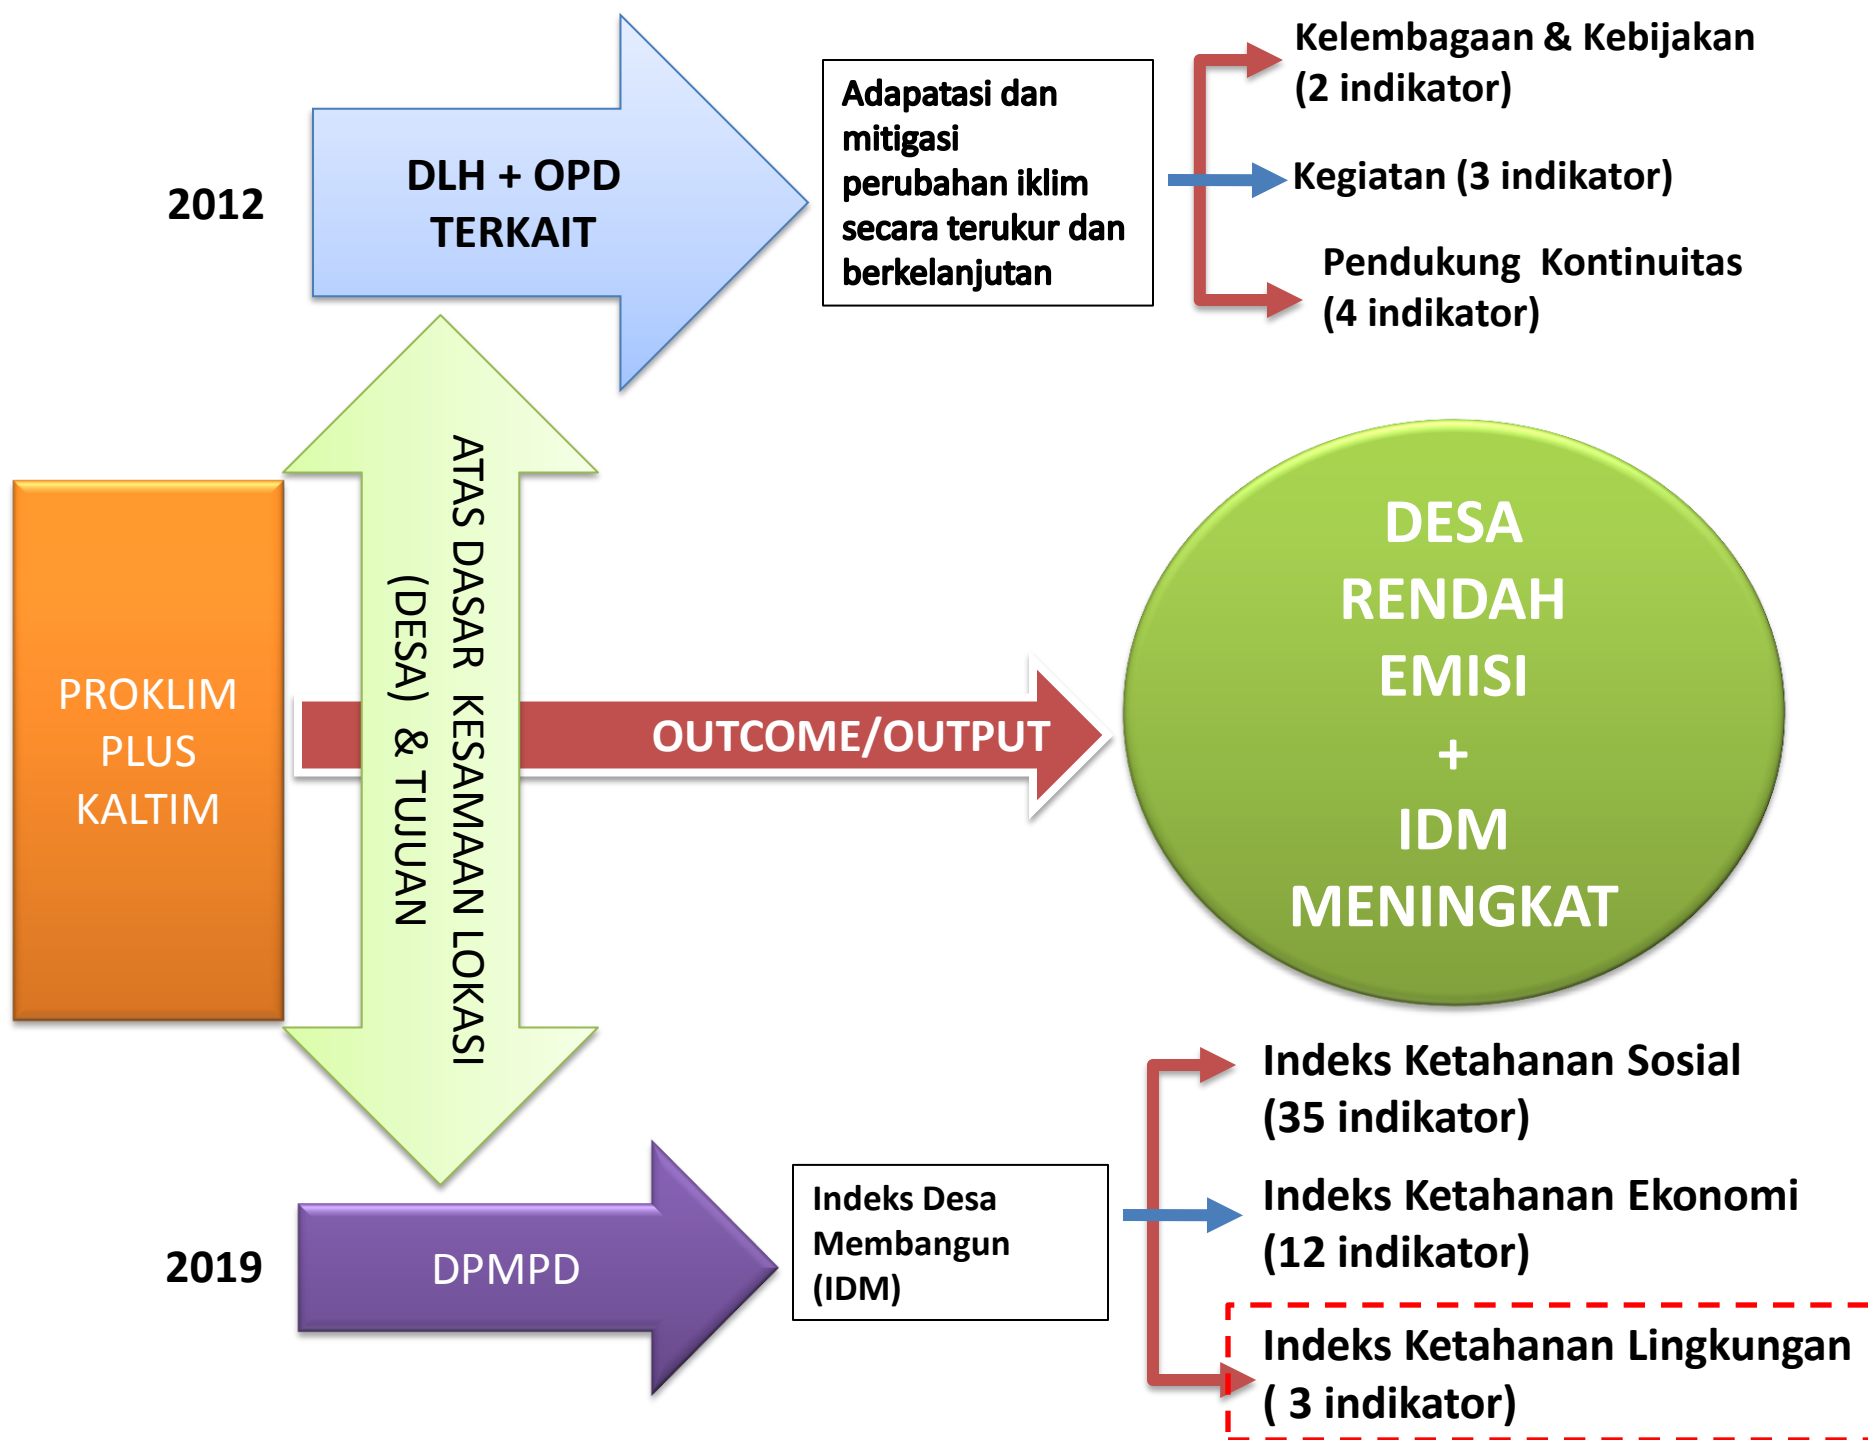 2012
DLH + OPD
TERKAIT
Adapatasi dan
mitigasi
perubahan iklim
secara terukur dan
berkelanjutan
Kelembagaan & Kebijakan
(2 indikator)
Kegiatan (3 indikator)
Pendukung Kontinuitas
(4 indikator)
PROKLIM
PLUS
KALTIM
ATAS DASAR KESAMAAN LOKASI
(DESA) & TUJUAN
OUTCOME/OUTPUT
DESA
RENDAH
EMISI
+
IDM
MENINGKAT
2019
DPMPD
Indeks Desa
Membangun
(IDM)
Indeks Ketahanan Sosial
(35 indikator)
Indeks Ketahanan Ekonomi
(12 indikator)
Indeks Ketahanan Lingkungan
( 3 indikator)